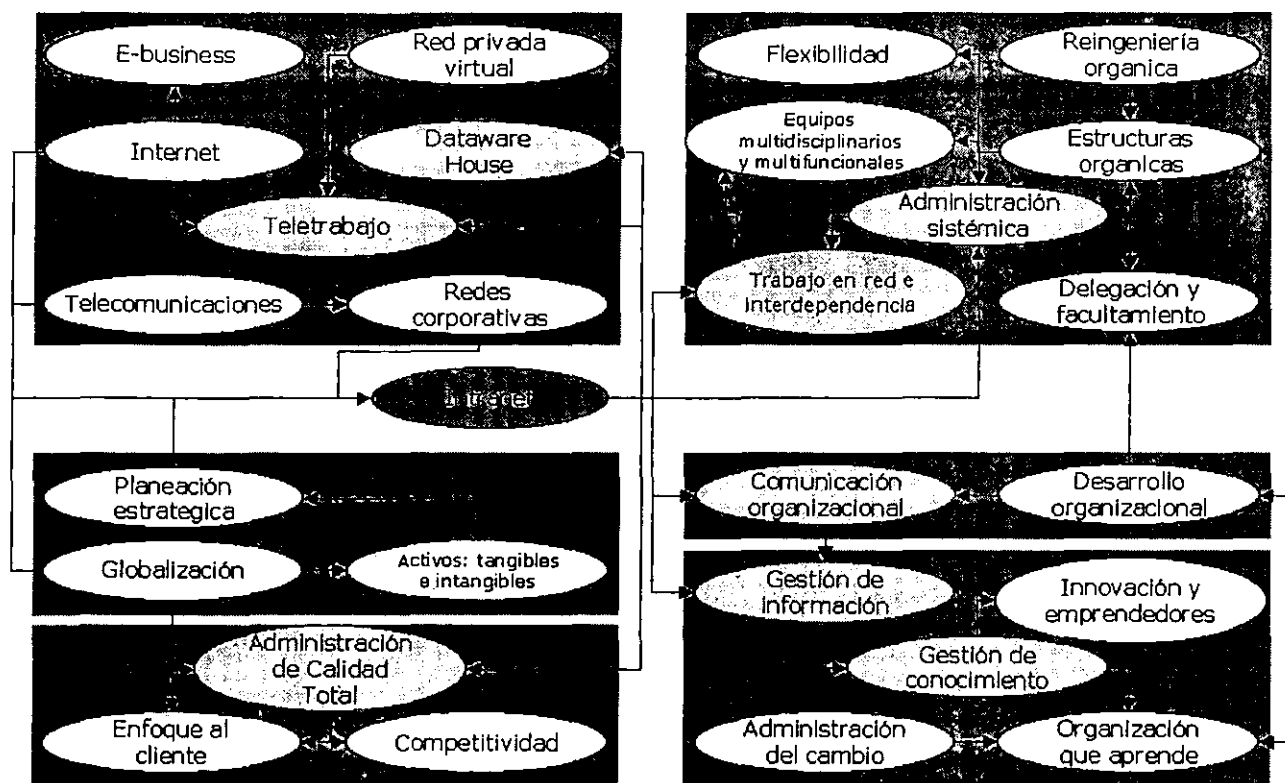 E-business
Red privada
virtual
Internet
Dataware
House
Teletrabajo
Telecomunicaciones
Redes
corporativas
Flexibilidad
Reingeniería
organica
Equipos
multidisciplinarios
y multifuncionales
Estructuras
organicas
Administración
sistémica
Trabajo en red e
interdependencia
Delegación y
facultamiento
Intranet
Planeación
estrategica
Globalización
Activos: tangibles
e intangibles
Administración
de Calidad
Total
Enfoque al
cliente
Competitividad
Comunicación
organizacional
Desarrollo
organizacional
Gestión de
información
Innovación y
emprendedores
Gestión de
conocimiento
Administración
del cambio
Organización
que aprende